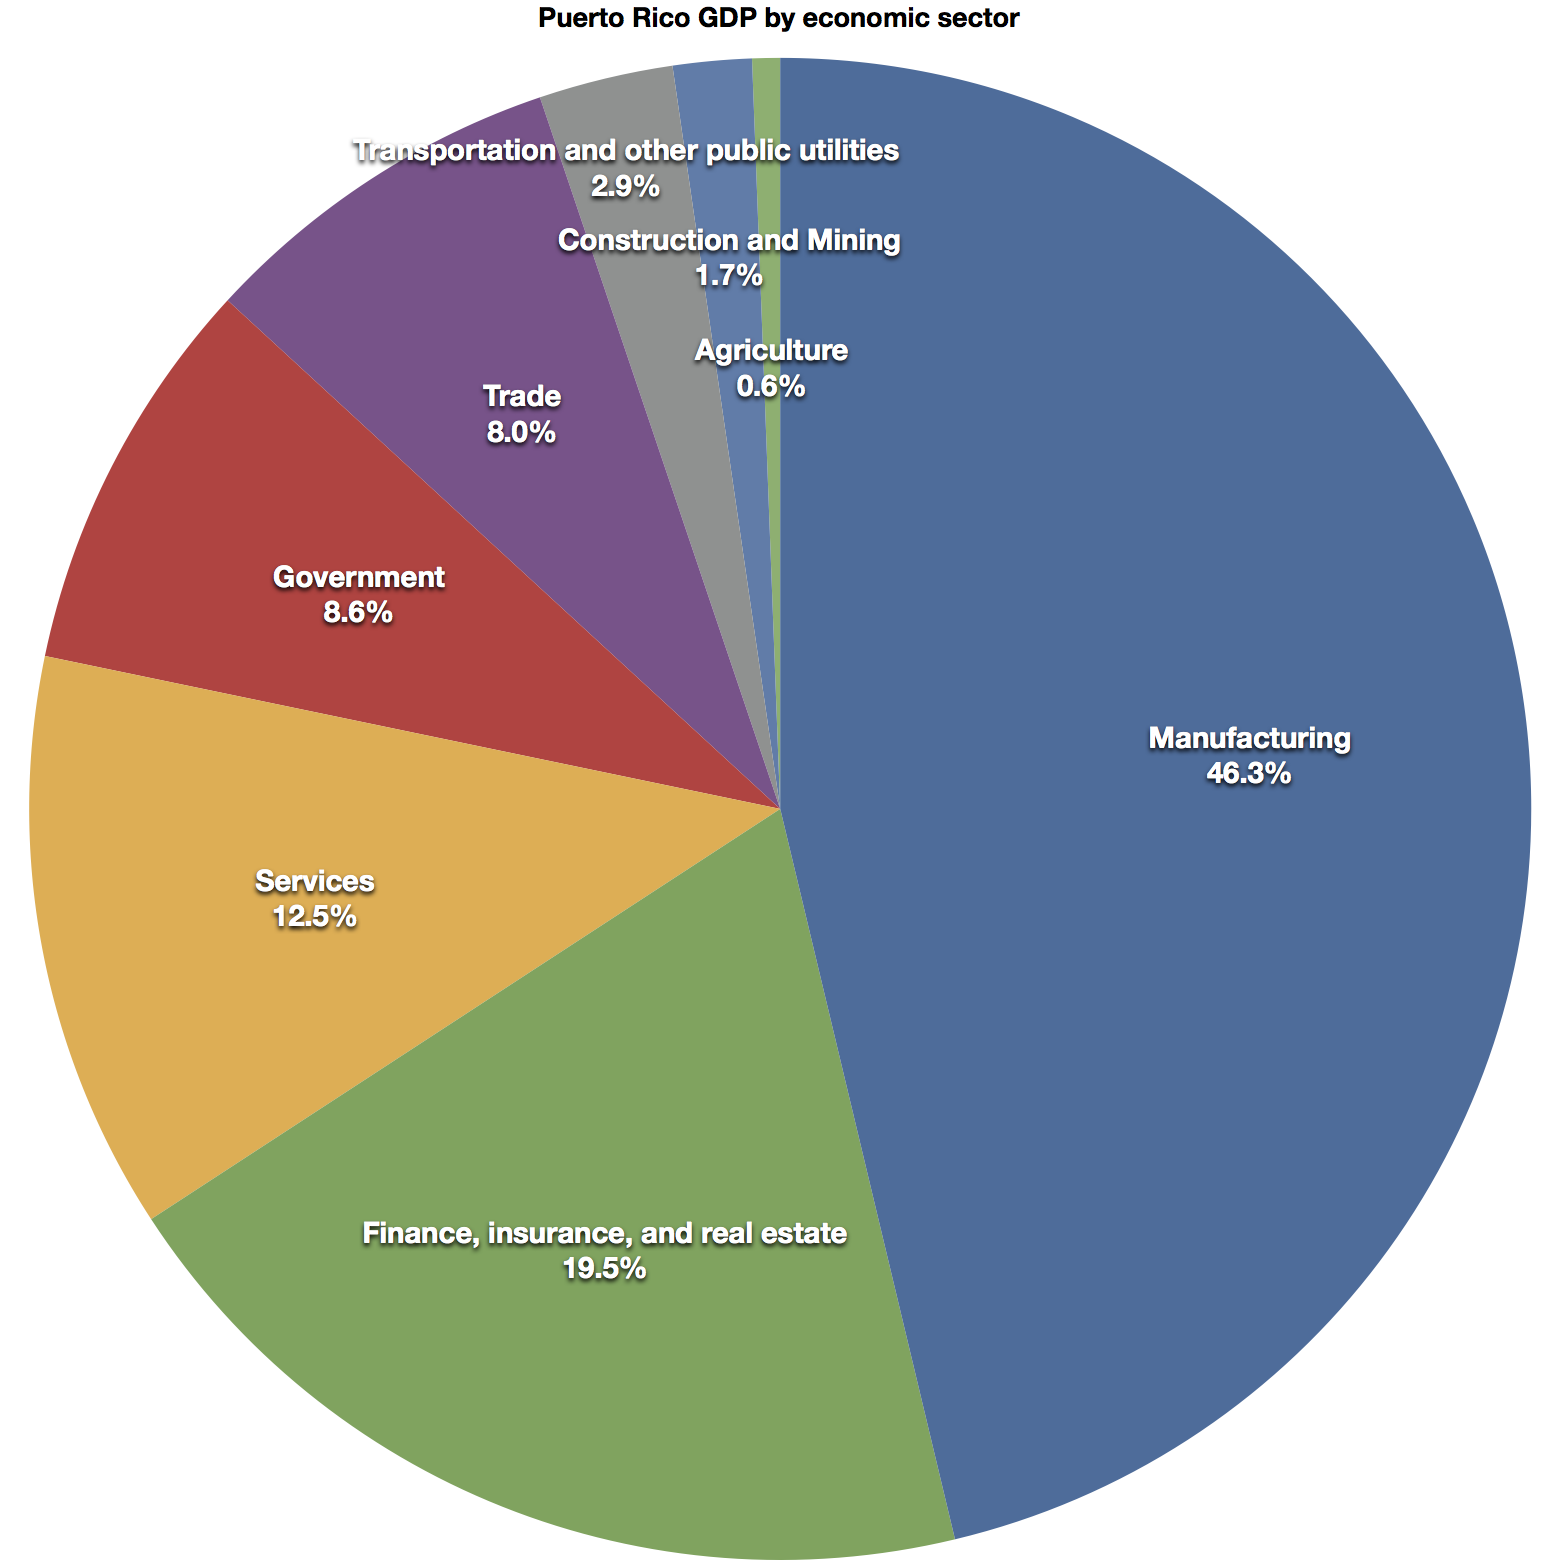 Puerto Rico GDP by economic sector
Transportation and other public utilities
2.9%
Construction and Mining
1.7%
Agriculture
0.6%
Trade
8.0%
Government
8.6%
Manufacturing
46.3%
Services
12.5%
Finance, insurance, and real estate
19.5%